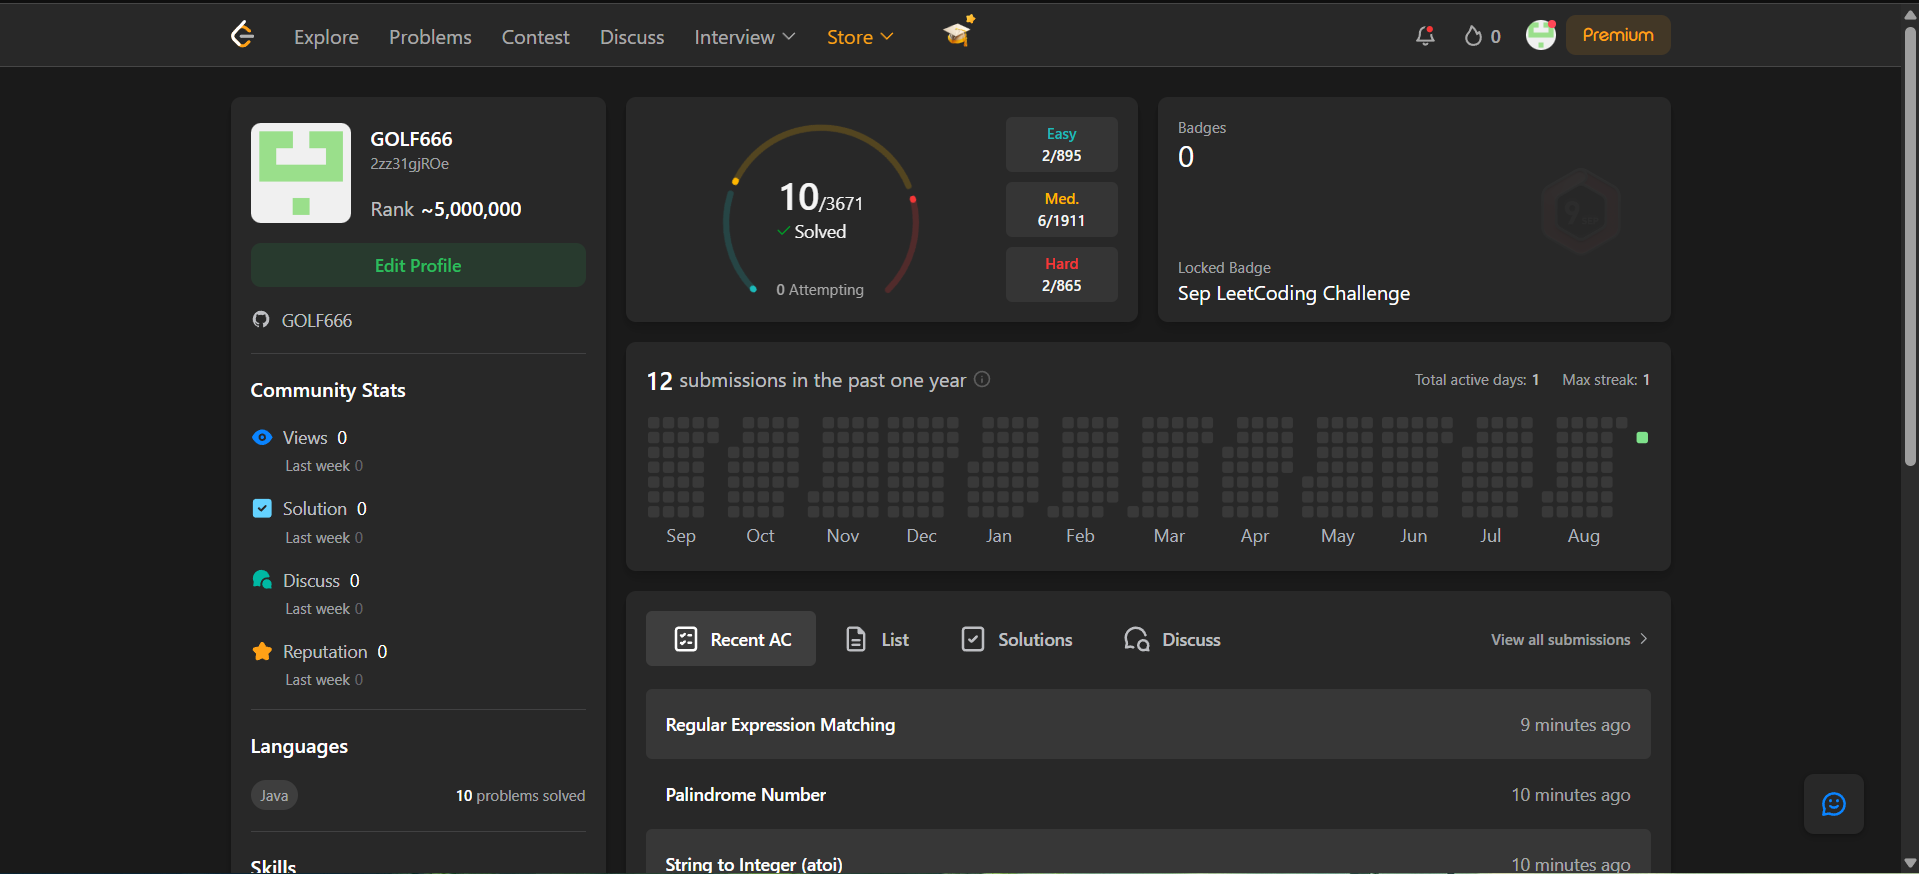 Explore Problems Contest Discuss Interview Store 0 Premium
GOLF666
2zz31gjROe
Rank ~5,000,000
Edit Profile
GOLF666
Community Stats
Views 0
Last week 0
Solution 0
Last week 0
Discuss 0
Last week 0
Reputation 0
Last week 0
Languages
Java 10 problems solved
Skills
10/3671
Solved
0 Attempting
Easy
2/895
Med.
6/1911
Hard
2/865
Badges
0
Locked Badge
Sep LeetCoding Challenge
12 submissions in the past one year Total active days: 1 Max streak: 1
Sep Oct Nov Dec Jan Feb Mar Apr May Jun Jul Aug
Recent AC List Solutions Discuss View all submissions
Regular Expression Matching 9 minutes ago
Palindrome Number 10 minutes ago
String to Integer (atoi) 10 minutes ago